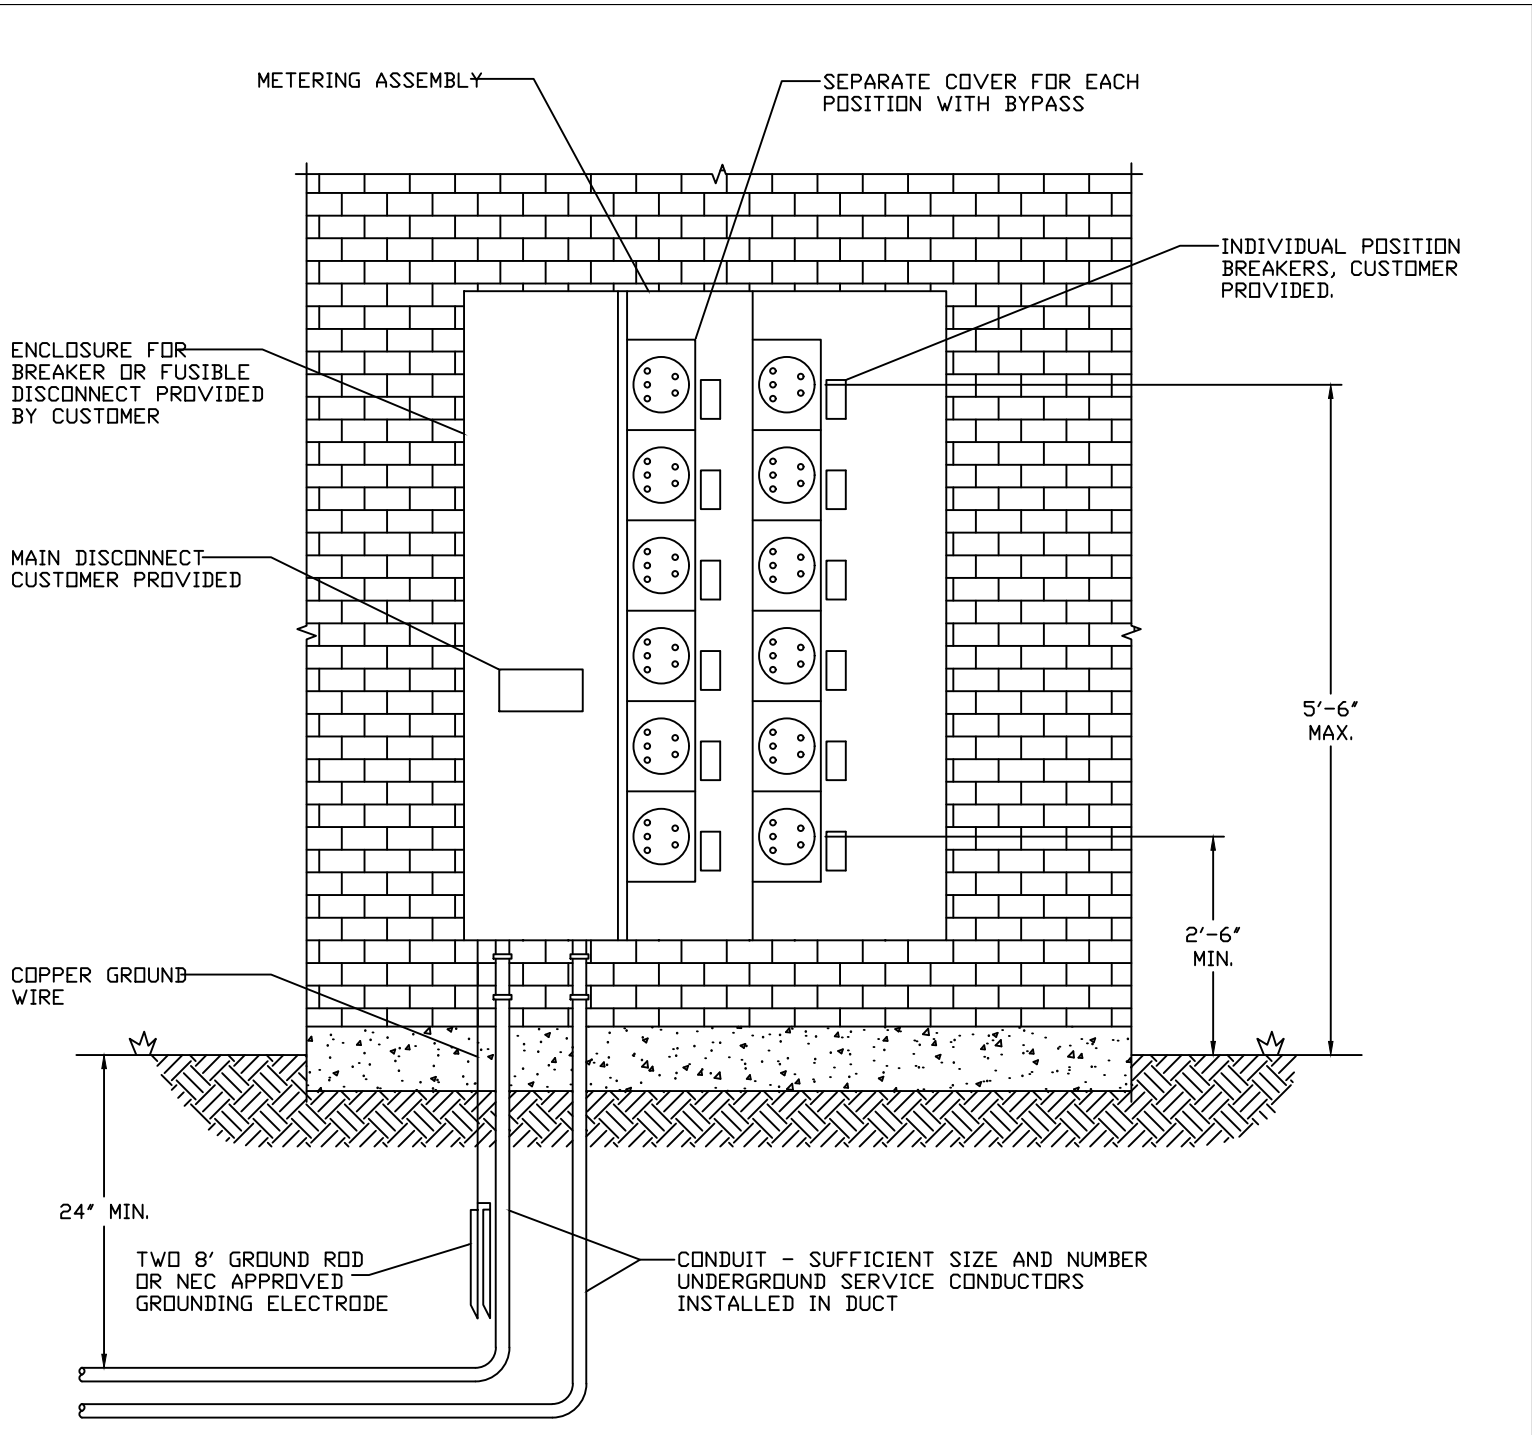 METERING ASSEMBLY
SEPARATE COVER FOR EACH
POSITION WITH BYPASS
INDIVIDUAL POSITION
BREAKERS, CUSTOMER
PROVIDED.
ENCLOSURE FOR
BREAKER OR FUSIBLE
DISCONNECT PROVIDED
BY CUSTOMER
MAIN DISCONNECT
CUSTOMER PROVIDED
5'-6"
MAX.
2'-6"
MIN.
COPPER GROUND
WIRE
24" MIN.
TWO 8' GROUND ROD
OR NEC APPROVED
GROUNDING ELECTRODE
CONDUIT - SUFFICIENT SIZE AND NUMBER
UNDERGROUND SERVICE CONDUCTORS
INSTALLED IN DUCT